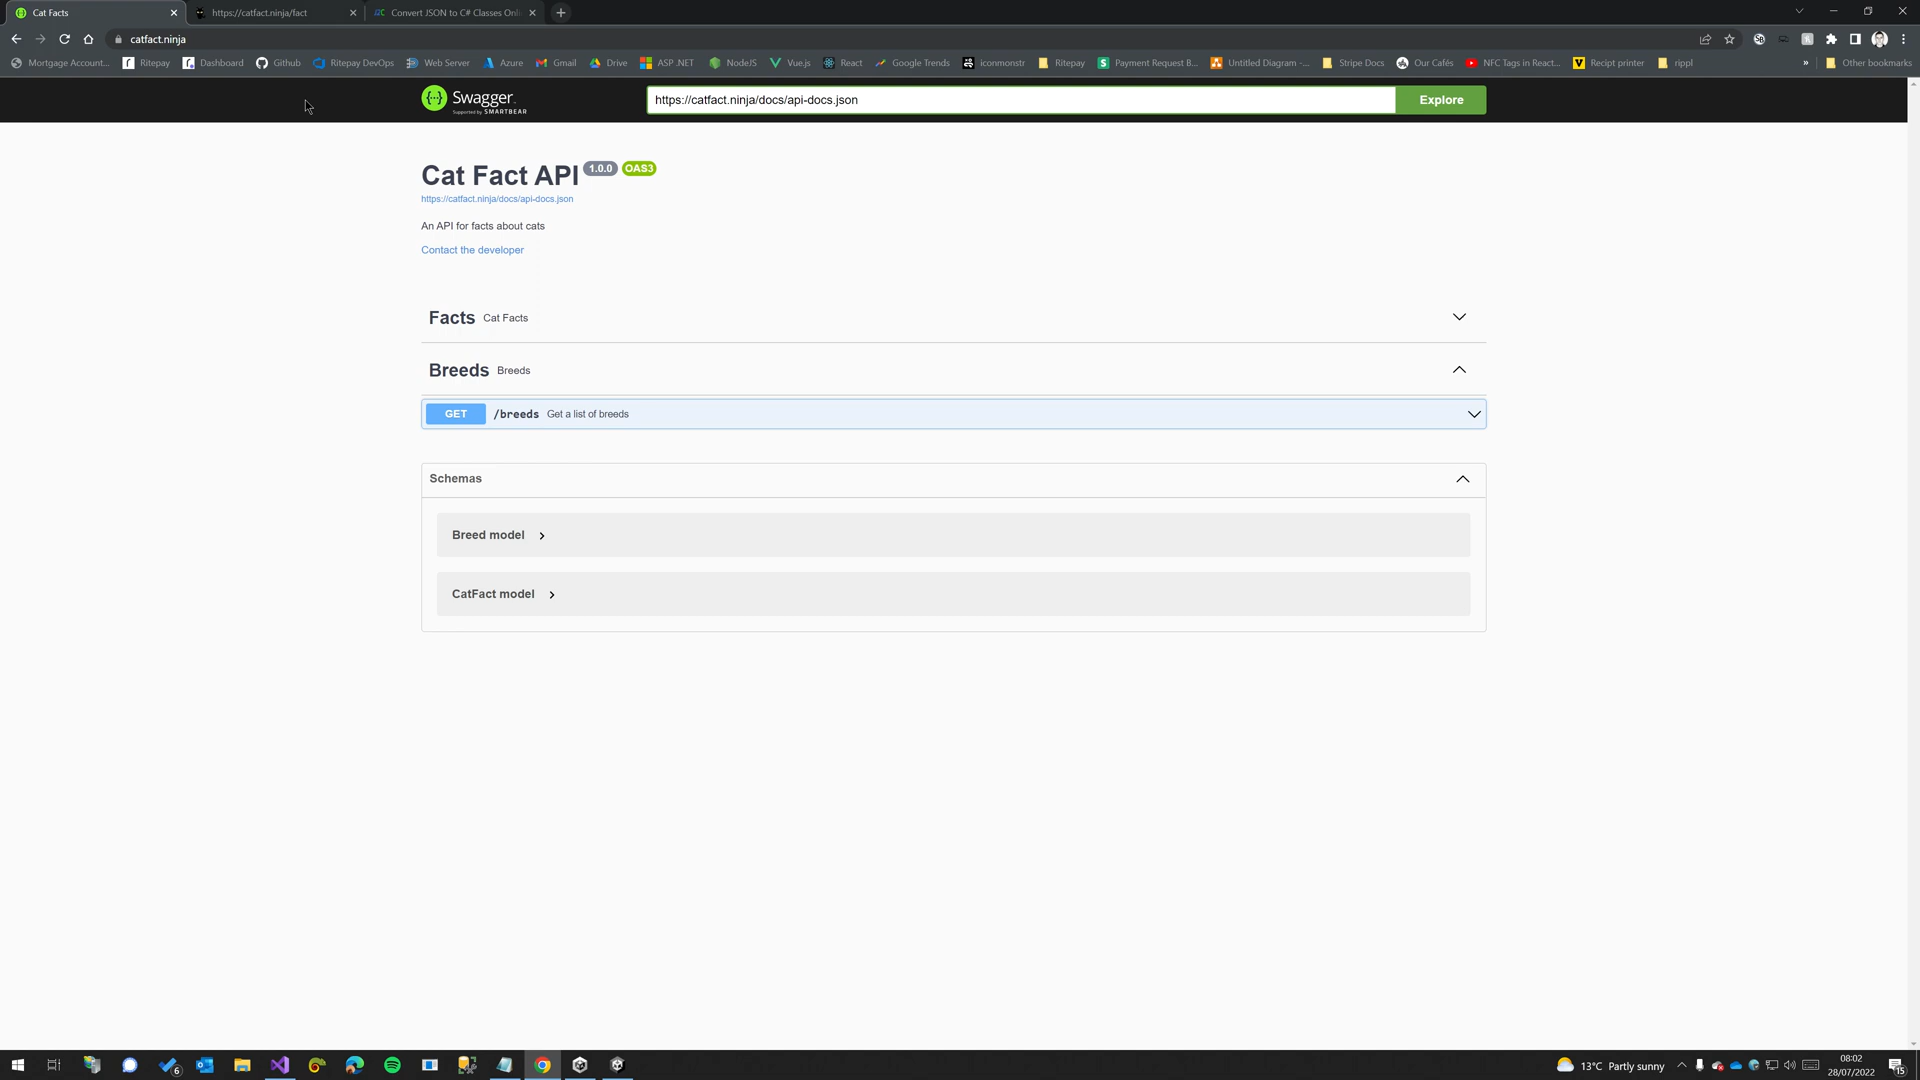 Cat Facts
https://catfact.ninja/fact
Convert JSON to C# Classes Onl
catfact.ninja
Mortgage Account...
Ritepay
Dashboard
Github
Ritepay DevOps
Web Server
Azure
Gmail
Drive
ASP .NET
NodeJS
Vue.js
React
Google Trends
iconmonstr
Ritepay
Payment Request B...
Untitled Diagram -...
Stripe Docs
Our Cafés
NFC Tags in React...
Recipt printer
rippl
»
Other bookmarks
Swagger.
Supported by SMARTBEAR
https://catfact.ninja/docs/api-docs.json
Explore
Cat Fact API 1.0.0 OAS3
https://catfact.ninja/docs/api-docs.json
An API for facts about cats
Contact the developer
Facts Cat Facts
Breeds Breeds
GET /breeds Get a list of breeds
Schemas
Breed model
CatFact model
6
13°C Partly sunny
08:02
28/07/2022
15